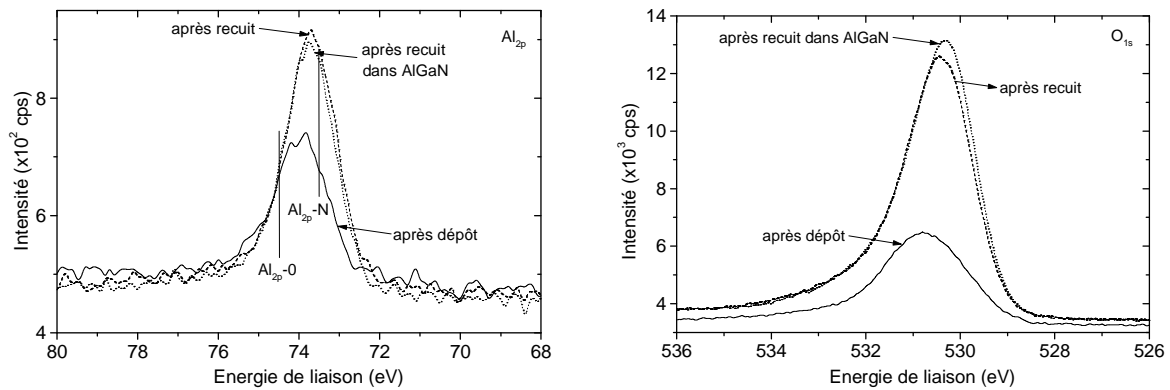 Al2p
après recuit
après recuit
dans AlGaN
Al2p-N
après dépôt
Al2p-0
8
6
4
80 78 76 74 72 70 68
Energie de liaison (eV)
Intensité (x10² cps)
O1s
après recuit dans AlGaN
après recuit
après dépôt
14
12
10
8
6
4
536 534 532 530 528 526
Energie de liaison (eV)
Intensité (x10³ cps)